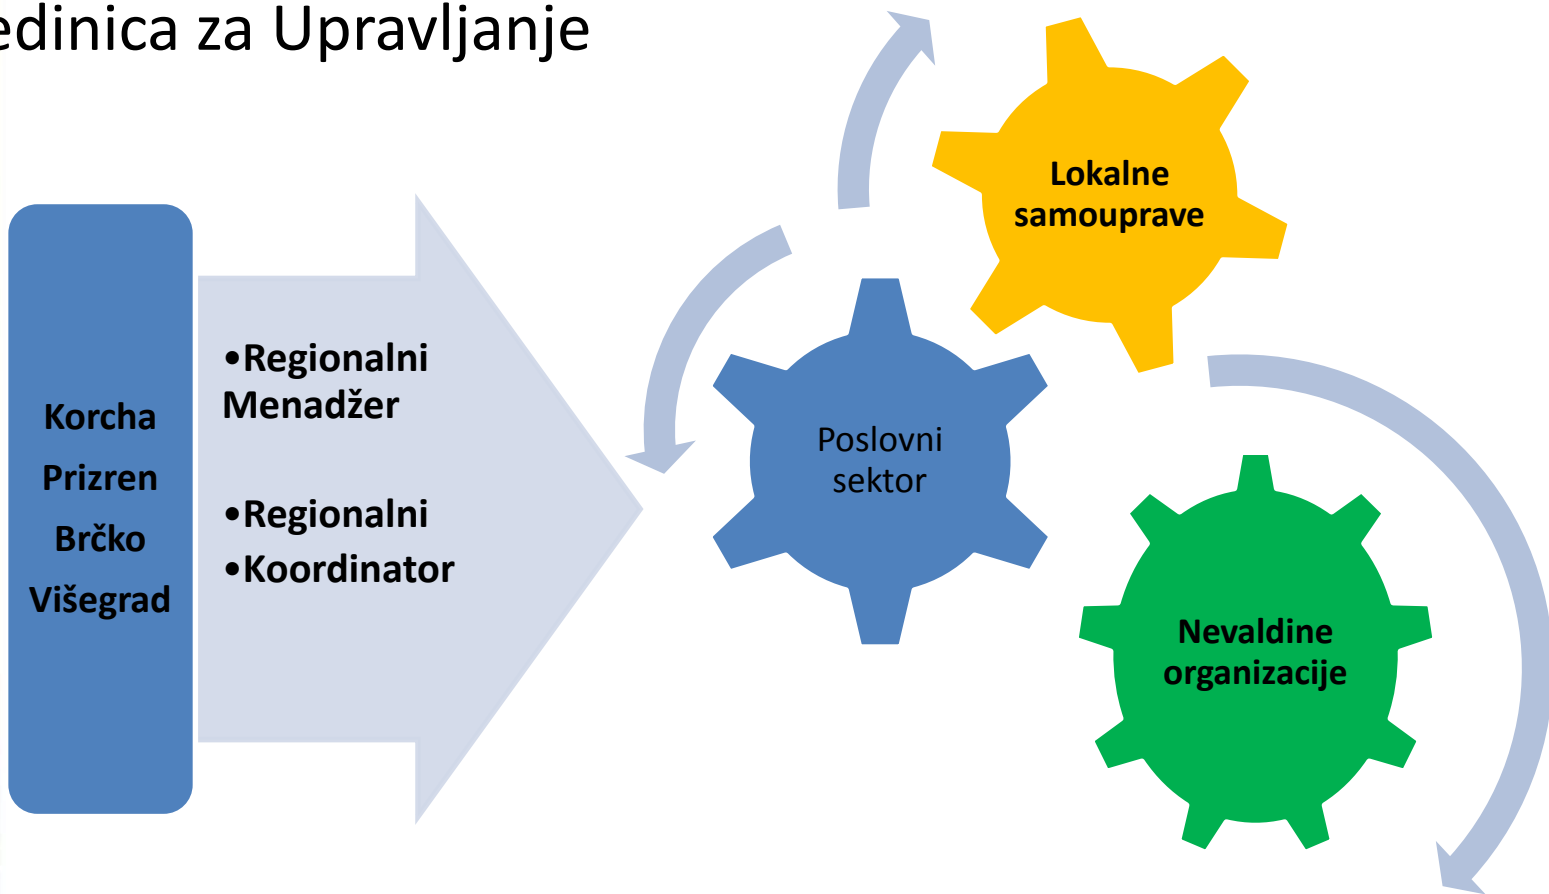 edinica za Upravljanje
Korcha
Prizren
Brčko
Višegrad
•Regionalni
Menadžer
•Regionalni
•Koordinator
Lokalne
samouprave
Poslovni
sektor
Nevaldine
organizacije